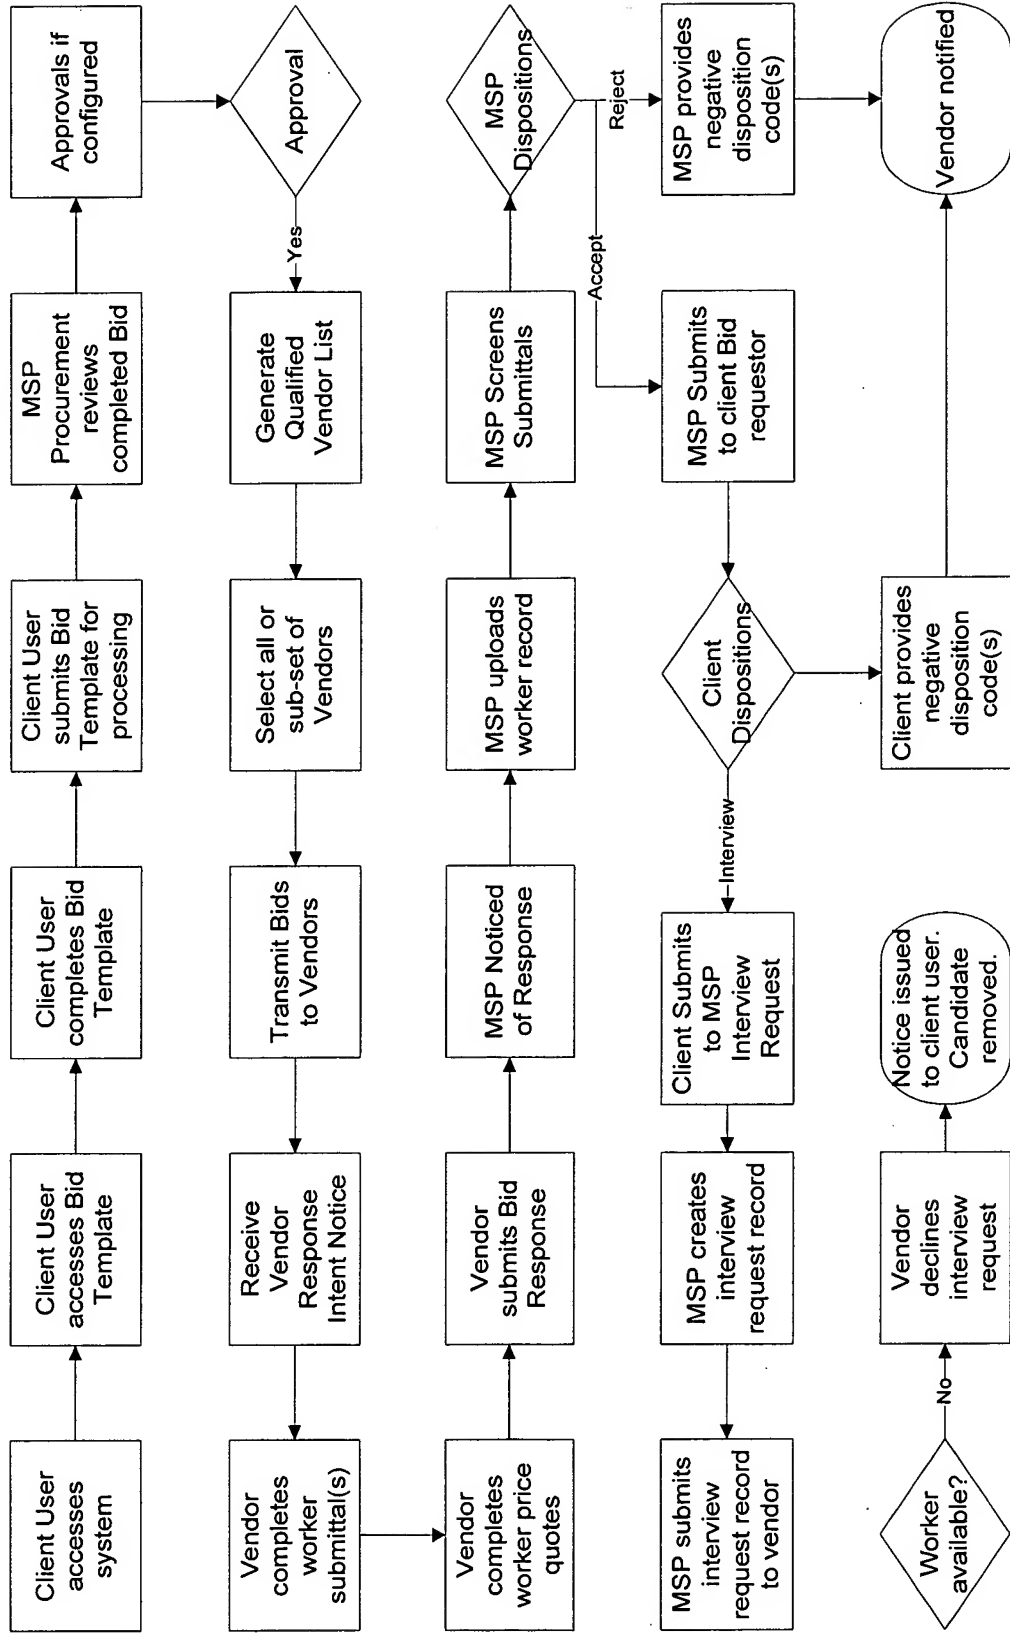 Client User
accesses
system
Client User
accesses Bid
Template
Client User
completes Bid
Template
Client User
submits Bid
Template for
processing
MSP
Procurement
reviews
completed Bid
Approvals if
configured
Approval
Yes
Generate
Qualified
Vendor List
Select all or
sub-set of
Vendors
Transmit Bids
to Vendors
Receive
Vendor
Response
Intent Notice
Vendor
completes
worker
submittal(s)
Vendor
completes
worker price
quotes
Vendor
submits Bid
Response
MSP Noticed
of Response
MSP uploads
worker record
MSP Screens
Submittals
MSP
Dispositions
Reject
Accept
MSP provides
negative
disposition
code(s)
MSP Submits
to client Bid
requestor
Client
Dispositions
Interview
Client Submits
to MSP
Interview
Request
MSP creates
interview
request record
MSP submits
interview
request record
to vendor
Worker
available?
No
Vendor
declines
interview
request
Notice issued
to client user.
Candidate
removed.
Client provides
negative
disposition
code(s)
Vendor notified